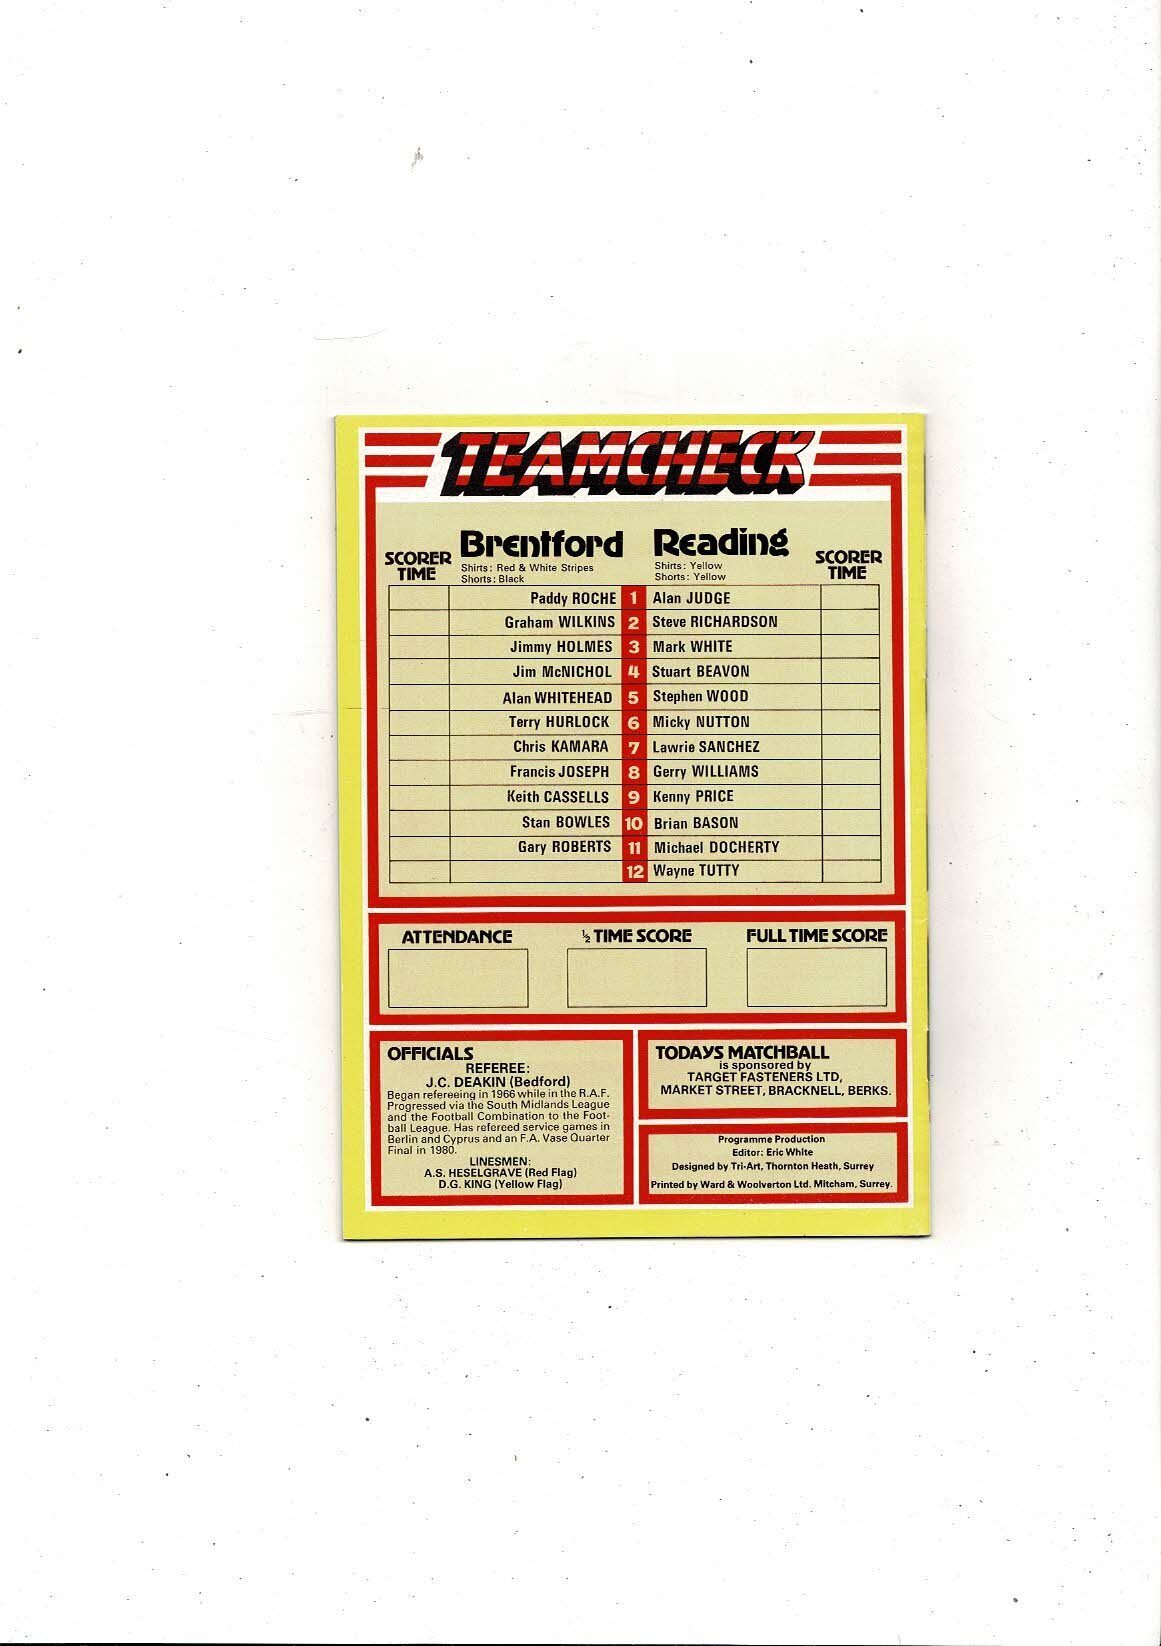 TEAMCHECK
Brentford Reading
SCORER TIME Shirts: Red & White Stripes Shirts: Yellow SCORER TIME
Shorts: Black Shorts: Yellow
Paddy ROCHE 1 Alan JUDGE
Graham WILKINS 2 Steve RICHARDSON
Jimmy HOLMES 3 Mark WHITE
Jim McNICHOL 4 Stuart BEAVON
Alan WHITEHEAD 5 Stephen WOOD
Terry HURLOCK 6 Micky NUTTON
Chris KAMARA 7 Lawrie SANCHEZ
Francis JOSEPH 8 Gerry WILLIAMS
Keith CASSELLS 9 Kenny PRICE
Stan BOWLES 10 Brian BASON
Gary ROBERTS 11 Michael DOCHERTY
12 Wayne TUTTY
ATTENDANCE ½ TIME SCORE FULL TIME SCORE
OFFICIALS
REFEREE:
J.C. DEAKIN (Bedford)
Began refereeing in 1966 while in the R.A.F.
Progressed via the South Midlands League
and the Football Combination to the Foot-
ball League. Has refereed service games in
Berlin and Cyprus and an F.A. Vase Quarter
Final in 1980.
LINESMEN:
A.S. HESELGRAVE (Red Flag)
D.G. KING (Yellow Flag)
TODAYS MATCHBALL
is sponsored by
TARGET FASTENERS LTD,
MARKET STREET, BRACKNELL, BERKS.
Programme Production
Editor: Eric White
Designed by Tri-Art, Thornton Heath, Surrey
Printed by Ward & Woolverton Ltd. Mitcham, Surrey.